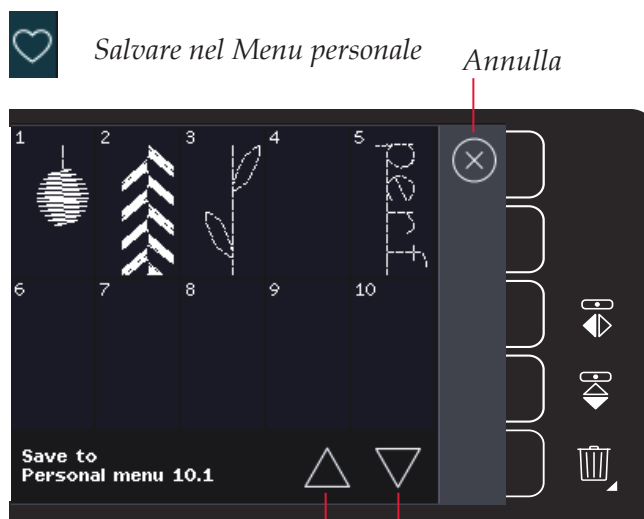 Salvare nel Menu personale
Annulla
1 2 3 4 5
perf
6 7 8 9 10
Save to
Personal menu 10.1